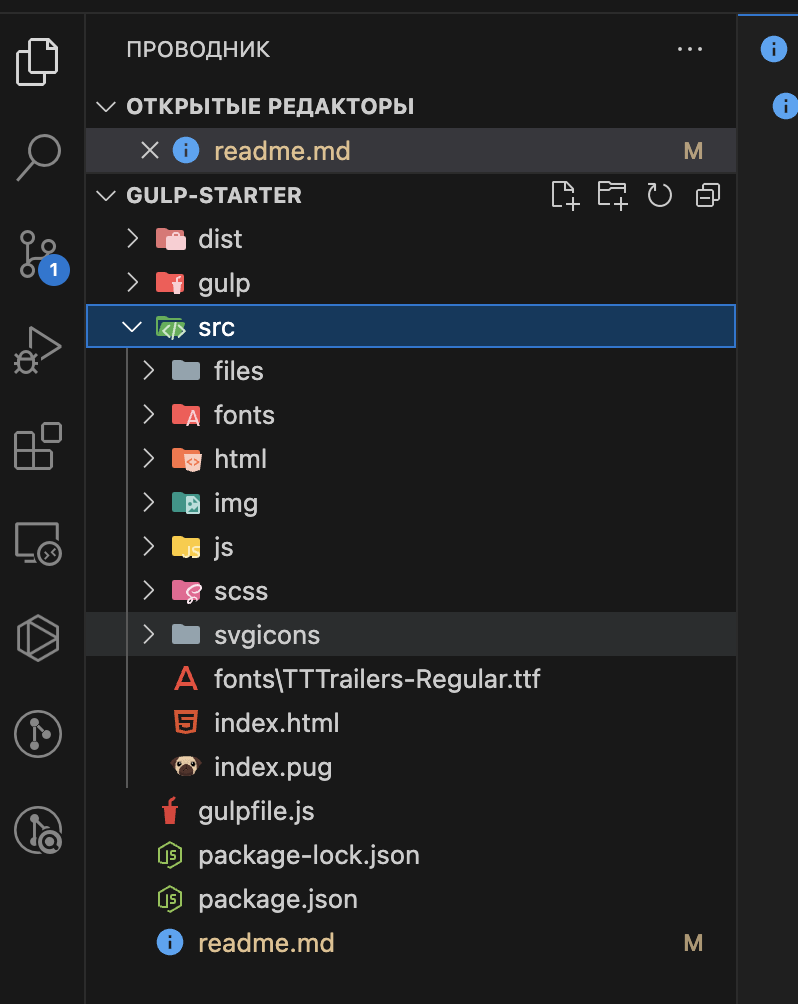 ПРОВОДНИК
ОТКРЫТЫЕ РЕДАКТОРЫ
readme.md M
GULP-STARTER
dist
gulp
1
src
files
fonts
html
img
js
scss
svgicons
fonts\TTTrailers-Regular.ttf
index.html
index.pug
gulpfile.js
package-lock.json
package.json
readme.md M